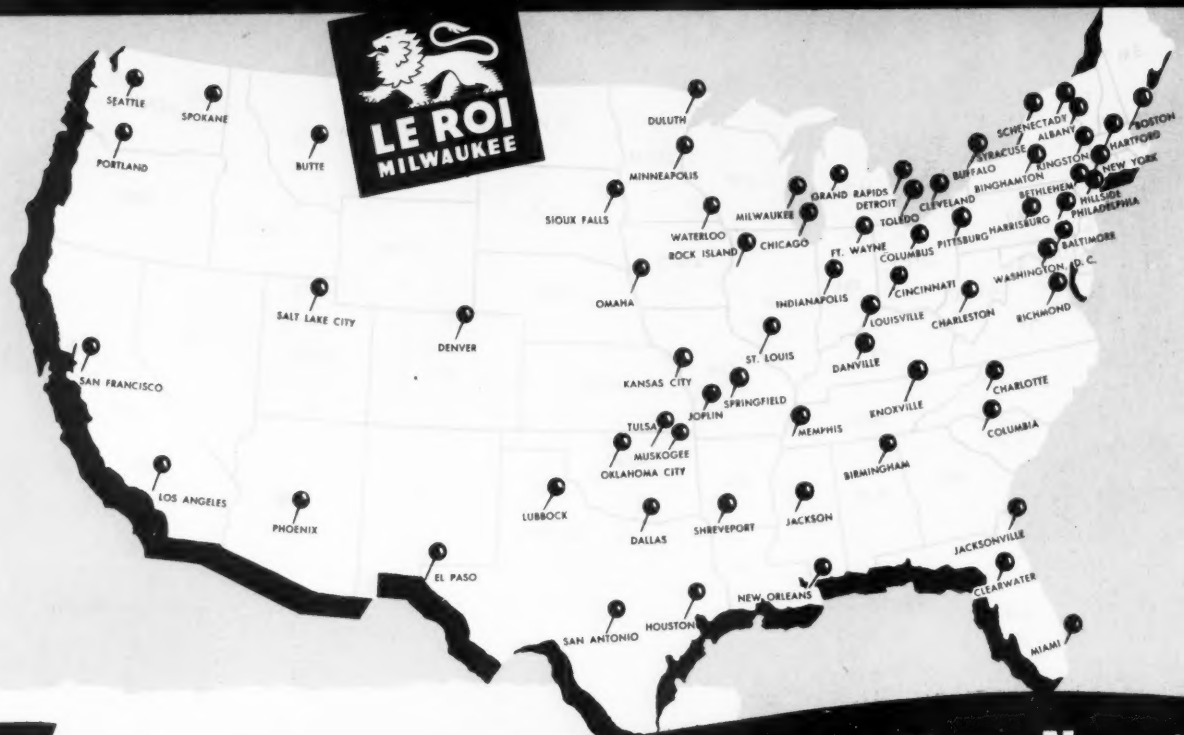 LE ROI
MILWAUKEE
SEATTLE
SPOKANE
PORTLAND
BUTTE
DULUTH
MINNEAPOLIS
SIOUX FALLS
WATERLOO
MILWAUKEE
GRAND RAPIDS
DETROIT
TOLEDO
CLEVELAND
BUFFALO
SYRACUSE
SCHENECTADY
ALBANY
BOSTON
HARTFORD
KINGSTON
BINGHAMTON
NEW YORK
BETHLEHEM
HILLSIDE
PHILADELPHIA
HARRISBURG
PITTSBURG
BALTIMORE
WASHINGTON, D. C.
ROCK ISLAND
CHICAGO
FT. WAYNE
COLUMBUS
OMAHA
INDIANAPOLIS
CINCINNATI
LOUISVILLE
CHARLESTON
RICHMOND
SALT LAKE CITY
DENVER
ST. LOUIS
DANVILLE
SAN FRANCISCO
KANSAS CITY
SPRINGFIELD
JOPLIN
KNOXVILLE
CHARLOTTE
TULSA
MUSKOGEE
OKLAHOMA CITY
MEMPHIS
COLUMBIA
BIRMINGHAM
LOS ANGELES
PHOENIX
LUBBOCK
DALLAS
SHREVEPORT
JACKSON
JACKSONVILLE
EL PASO
CLEARWATER
NEW ORLEANS
SAN ANTONIO
HOUSTON
MIAMI